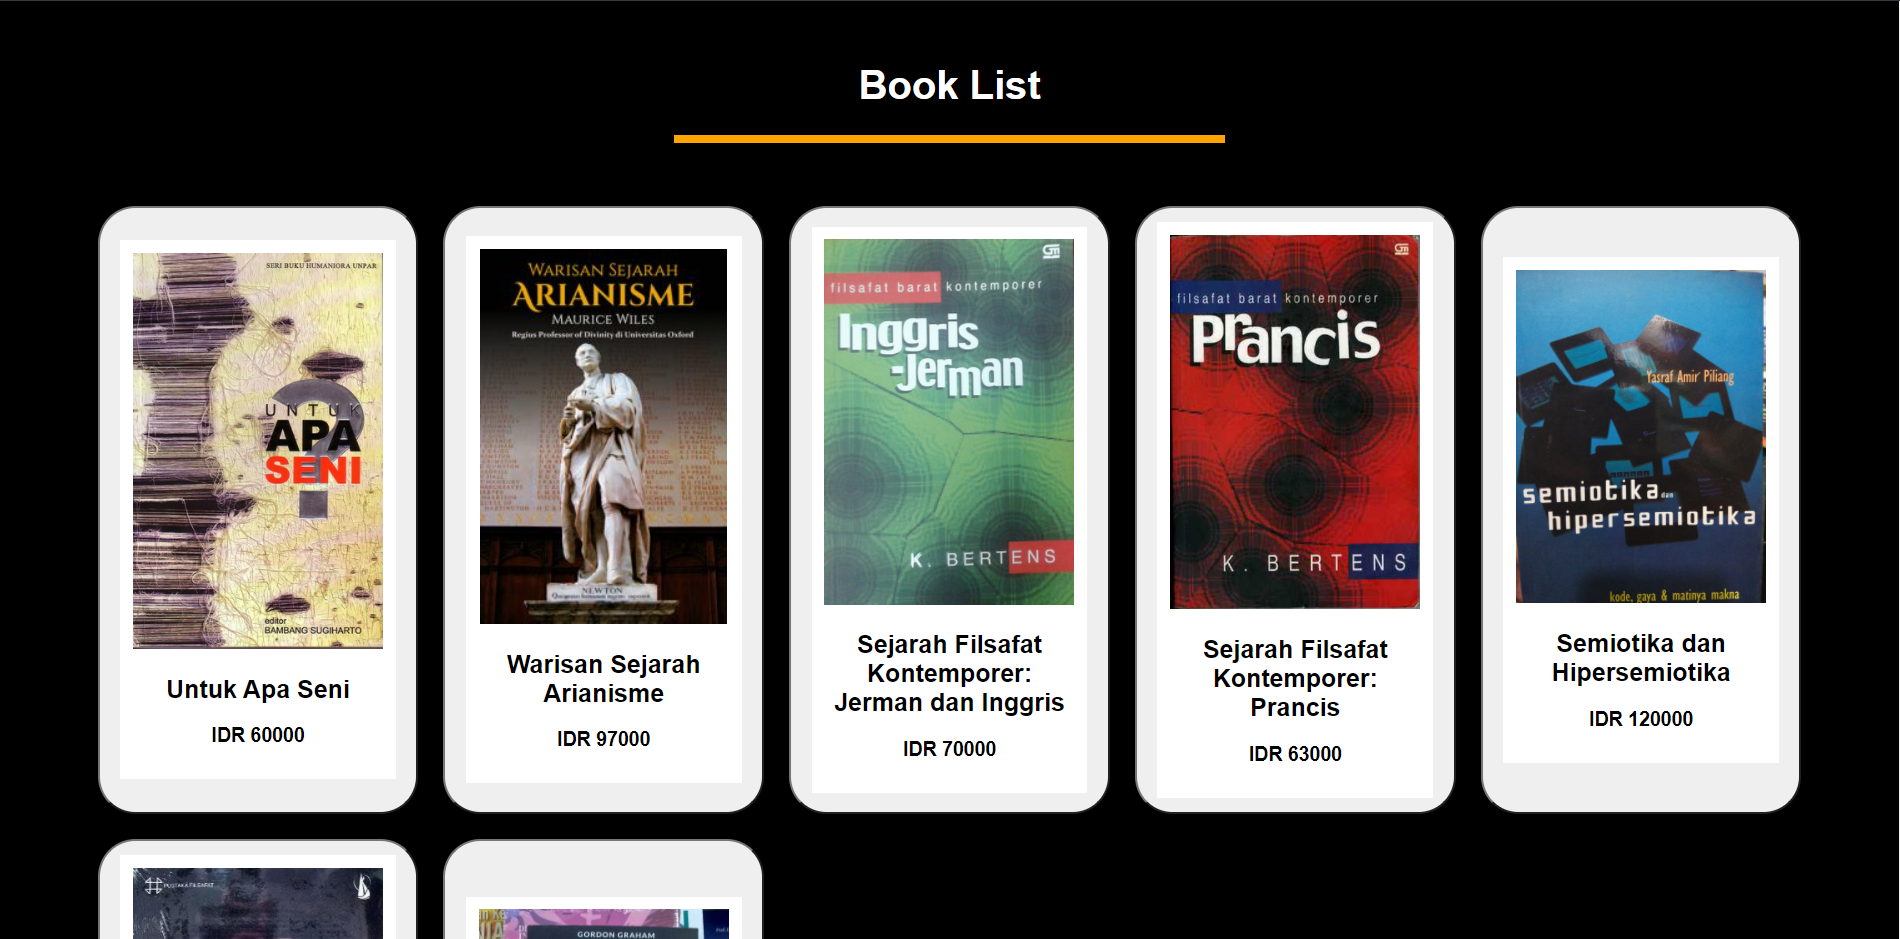 Book List
SERI BUKU HUMANIORA UNPAR
UNTUK
APA
SENI
?
editor
BAMBANG SUGIHARTO
Untuk Apa Seni
IDR 60000
WARISAN SEJARAH
ARIANISME
MAURICE WILES
Regius Professor of Divinity di Universitas Oxford
NEWTON
Warisan Sejarah
Arianisme
IDR 97000
GM
filsafat barat kontemporer
Inggris
-Jerman
K. BERTENS
Sejarah Filsafat
Kontemporer:
Jerman dan Inggris
IDR 70000
GM
filsafat barat kontemporer
Prancis
K. BERTENS
Sejarah Filsafat
Kontemporer:
Prancis
IDR 63000
Yasraf Amir Piliang
semiotika dan
hipersemiotika
kode, gaya & matinya makna
Semiotika dan
Hipersemiotika
IDR 120000
PUSTAKA FILSAFAT
GORDON GRAHAM